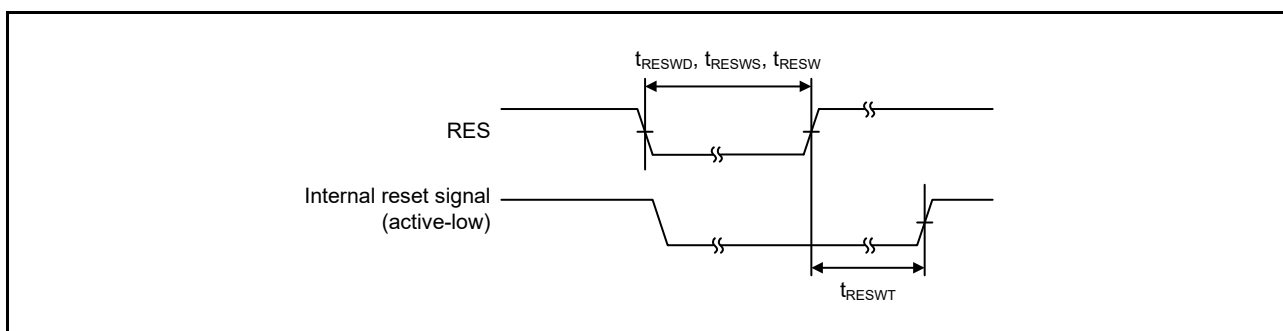 tRESWD, tRESWS, tRESW
RES
Internal reset signal
(active-low)
tRESWT